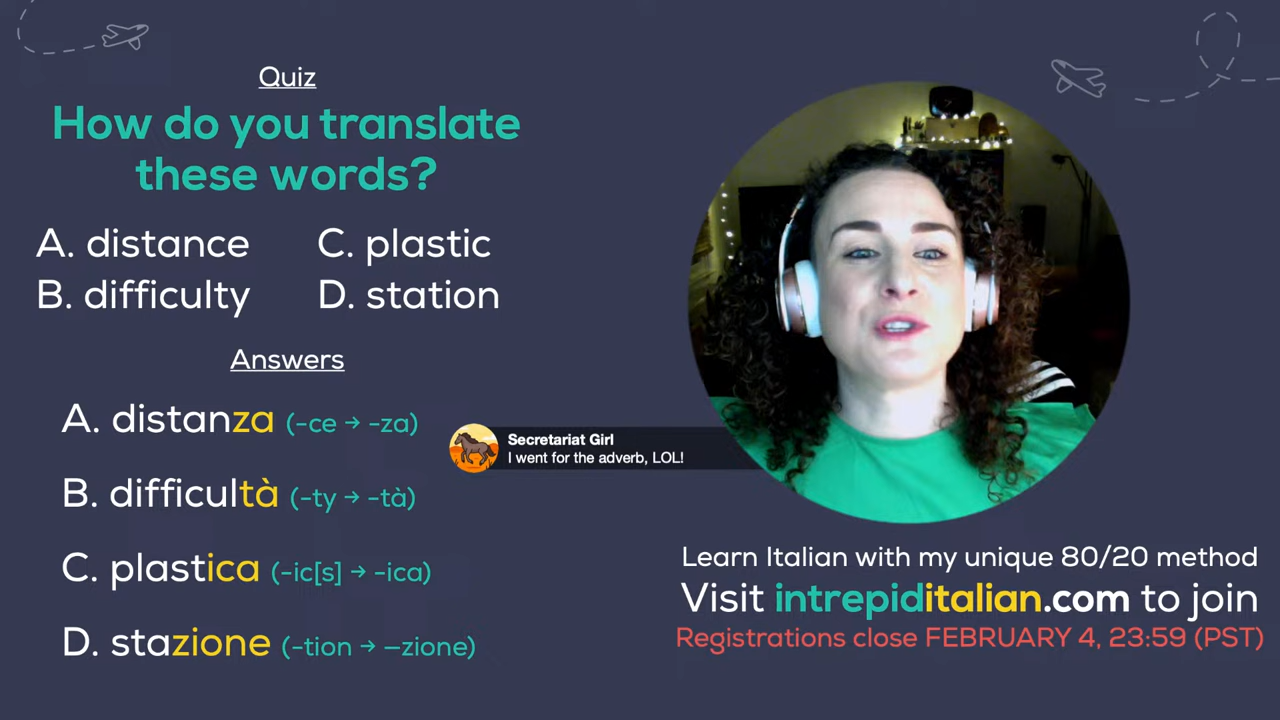 Quiz
How do you translate
these words?
A. distance
C. plastic
B. difficulty
D. station
Answers
A. distanza (-ce → -za)
B. difficultà (-ty → -tà)
C. plastica (-ic[s] → -ica)
D. stazione (-tion → —zione)
Secretariat Girl
I went for the adverb, LOL!
Learn Italian with my unique 80/20 method
Visit intrepiditalian.com to join
Registrations close FEBRUARY 4, 23:59 (PST)